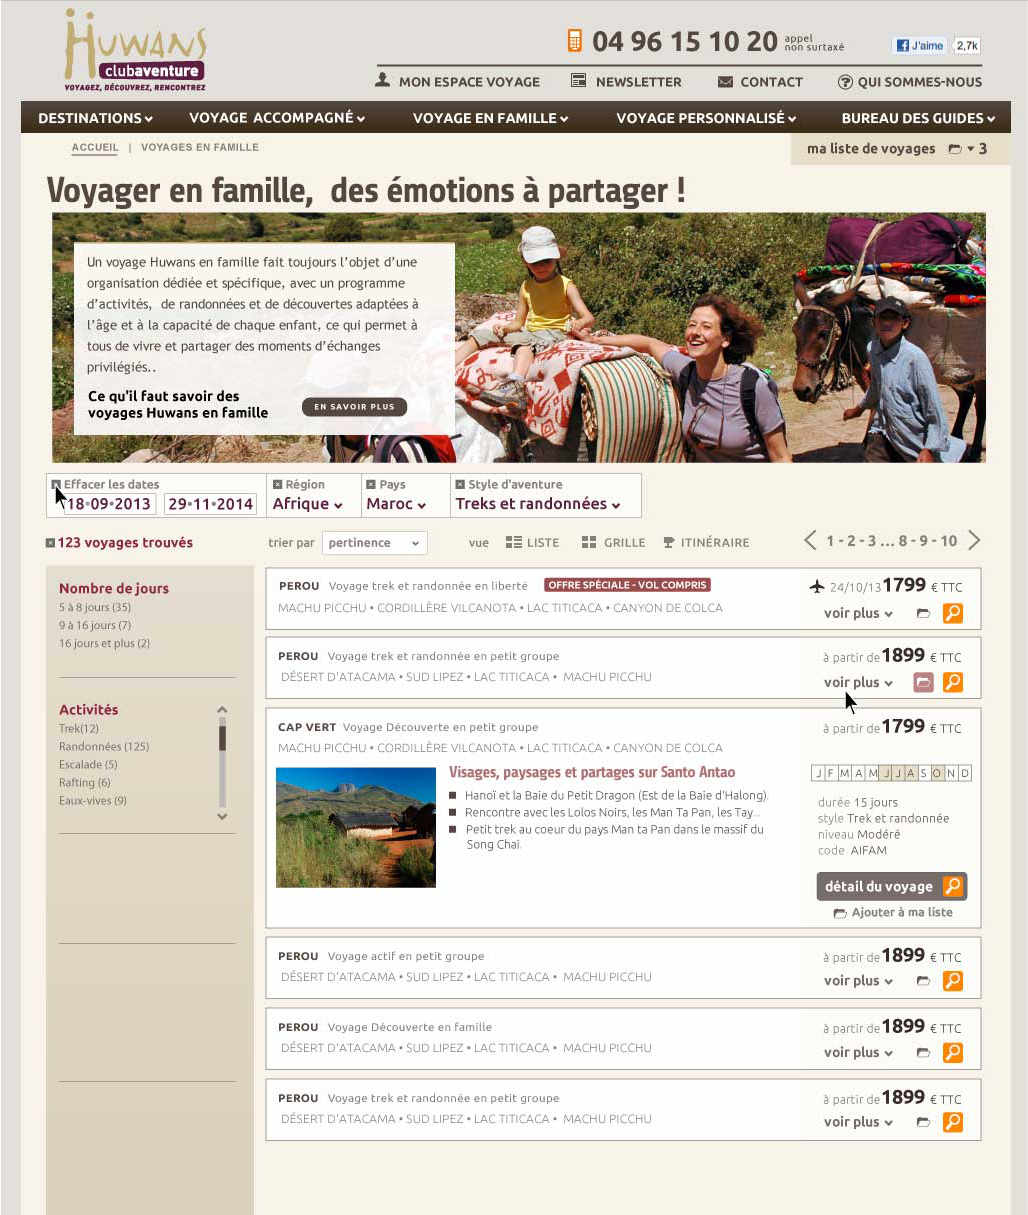 HUWANS
clubaventure
VOYAGEZ, DÉCOUVREZ, RENCONTREZ
04 96 15 10 20 appel non surtaxé
J'aime 2,7k
MON ESPACE VOYAGE NEWSLETTER CONTACT QUI SOMMES-NOUS
DESTINATIONS VOYAGE ACCOMPAGNÉ VOYAGE EN FAMILLE VOYAGE PERSONNALISÉ BUREAU DES GUIDES
ACCUEIL | VOYAGES EN FAMILLE
ma liste de voyages 3
Voyager en famille, des émotions à partager !
Un voyage Huwans en famille fait toujours l'objet d'une
organisation dédiée et spécifique, avec un programme
d'activités, de randonnées et de découvertes adaptées à
l'âge et à la capacité de chaque enfant, ce qui permet à
tous de vivre et partager des moments d'échanges
privilégiés..
Ce qu'il faut savoir des
voyages Huwans en famille
EN SAVOIR PLUS
Effacer les dates Région Pays Style d'aventure
18•09•2013 29•11•2014 Afrique Maroc Treks et randonnées
123 voyages trouvés
trier par pertinence
vue LISTE GRILLE ITINÉRAIRE
1 - 2 - 3 ... 8 - 9 - 10
Nombre de jours
5 à 8 jours (35)
9 à 16 jours (7)
16 jours et plus (2)
Activités
Trek(12)
Randonnées (125)
Escalade (5)
Rafting (6)
Eaux-vives (9)
PEROU Voyage trek et randonnée en liberté OFFRE SPÉCIALE - VOL COMPRIS
24/10/13 1799 € TTC
MACHU PICCHU • CORDILLÈRE VILCANOTA • LAC TITICACA • CANYON DE COLCA
voir plus
PEROU Voyage trek et randonnée en petit groupe
à partir de 1899 € TTC
DÉSERT D'ATACAMA • SUD LIPEZ • LAC TITICACA • MACHU PICCHU
voir plus
CAP VERT Voyage Découverte en petit groupe
à partir de 1799 € TTC
MACHU PICCHU • CORDILLÈRE VILCANOTA • LAC TITICACA • CANYON DE COLCA
Visages, paysages et partages sur Santo Antao
Hanoï et la Baie du Petit Dragon (Est de la Baie d'Halong).
Rencontre avec les Lolos Noirs, les Man Ta Pan, les Tay...
Petit trek au coeur du pays Man ta Pan dans le massif du
Song Chai.
J F M A M J J A S O N D
durée 15 jours
style Trek et randonnée
niveau Modéré
code AIFAM
détail du voyage
Ajouter à ma liste
PEROU Voyage actif en petit groupe
à partir de 1899 € TTC
DÉSERT D'ATACAMA • SUD LIPEZ • LAC TITICACA • MACHU PICCHU
voir plus
PEROU Voyage Découverte en famille
à partir de 1899 € TTC
DÉSERT D'ATACAMA • SUD LIPEZ • LAC TITICACA • MACHU PICCHU
voir plus
PEROU Voyage trek et randonnée en petit groupe
à partir de 1899 € TTC
DÉSERT D'ATACAMA • SUD LIPEZ • LAC TITICACA • MACHU PICCHU
voir plus